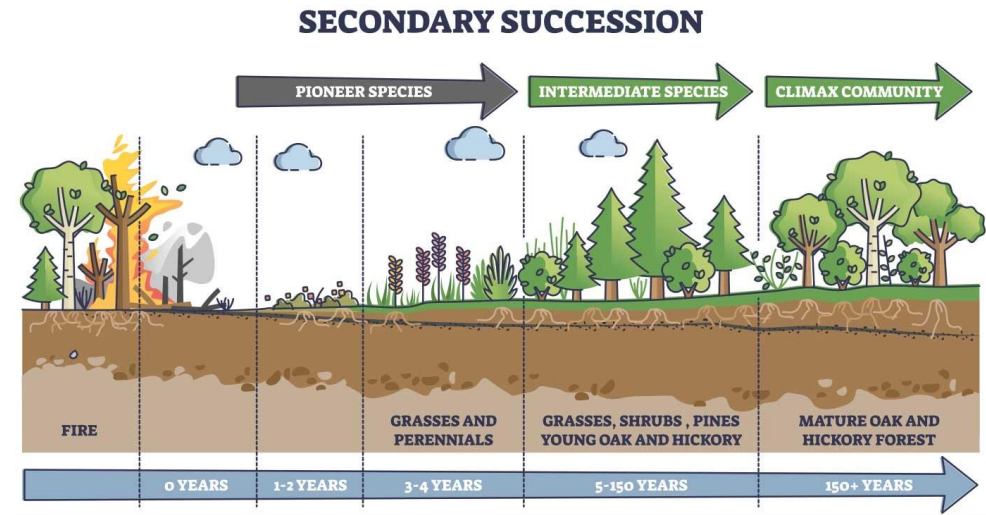 SECONDARY SUCCESSION
PIONEER SPECIES
INTERMEDIATE SPECIES
CLIMAX COMMUNITY
FIRE
GRASSES AND
PERENNIALS
GRASSES, SHRUBS , PINES
YOUNG OAK AND HICKORY
MATURE OAK AND
HICKORY FOREST
0 YEARS
1-2 YEARS
3-4 YEARS
5-150 YEARS
150+ YEARS